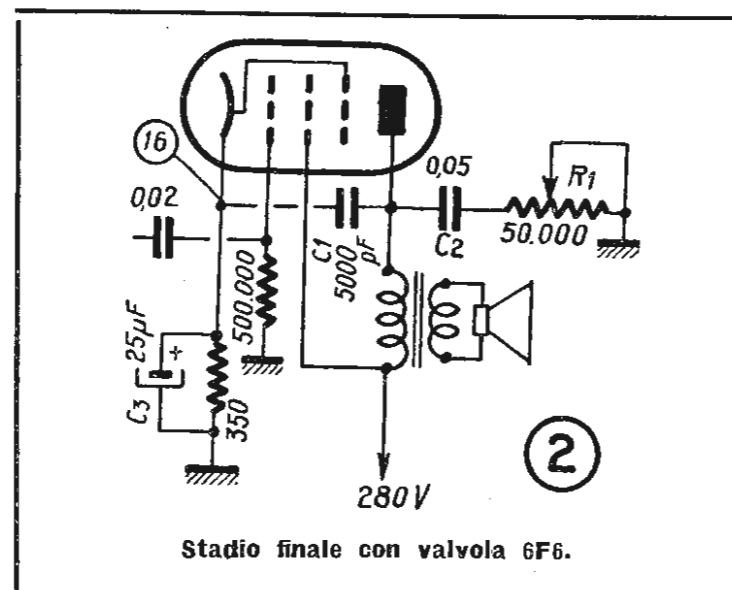 16
0,02
0,05
R1
C1
5000
pF
C2
50.000
500.000
25µF
+
C3
350
2
280V
Stadio finale con valvola 6F6.